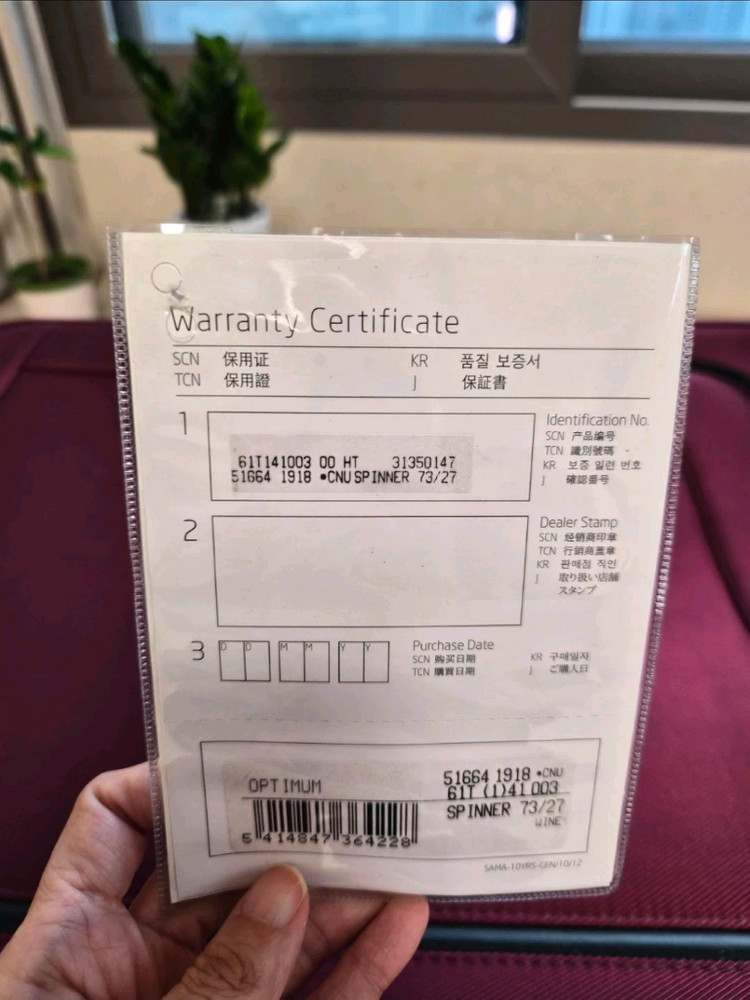 Warranty Certificate
SCN 保用证 KR 품질 보증서
TCN 保用證 J 保証書
1
61T141003 00 HT 31350147
51664 1918 •CNU SPINNER 73/27
Identification No.
SCN 产品编号
TCN 識別號碼
KR 보증 일련 번호
J 確認番号
2
Dealer Stamp
SCN 经销商印章
TCN 行銷商蓋章
KR 판매점 직인
J 取り扱い店舗
スタンプ
3
D D M M Y Y
Purchase Date
SCN 购买日期 KR 구매일자
TCN 購買日期 J ご購入日
OPTIMUM
5 414847 364228
51664 1918 •CNU
61T (1)41 003
SPINNER 73/27
WINE
SAMA-10YRS-GEN/10/12